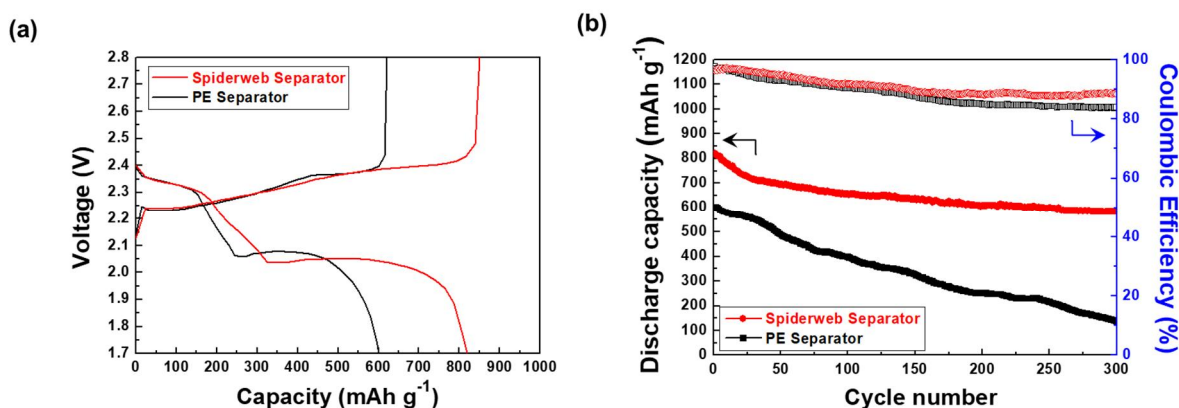 (a)
2.8
2.7
2.6
2.5
2.4
2.3
2.2
2.1
2.0
1.9
1.8
1.7
Voltage (V)
Spiderweb Separator
PE Separator
0 100 200 300 400 500 600 700 800 900 1000
Capacity (mAh g⁻¹)
(b)
1200
1100
1000
900
800
700
600
500
400
300
200
100
0
Discharge capacity (mAh g⁻¹)
Spiderweb Separator
PE Separator
0 50 100 150 200 250 300
Cycle number
100
80
60
40
20
0
Coulombic Efficiency (%)